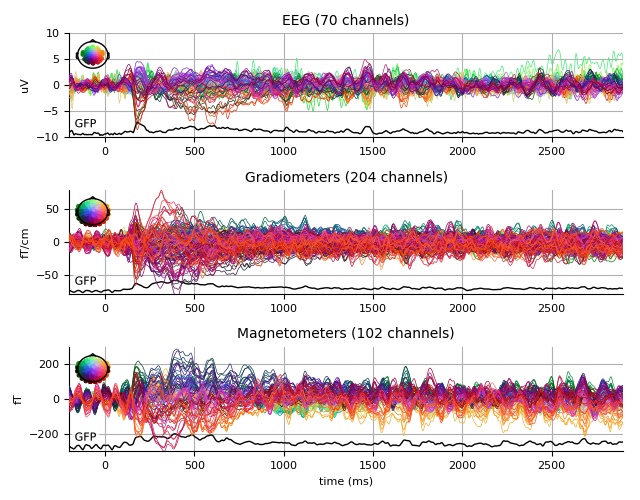 EEG (70 channels)
10
5
0
−5
−10
uV
GFP
0 500 1000 1500 2000 2500
Gradiometers (204 channels)
50
0
−50
fT/cm
GFP
0 500 1000 1500 2000 2500
Magnetometers (102 channels)
200
0
−200
fT
GFP
0 500 1000 1500 2000 2500
time (ms)